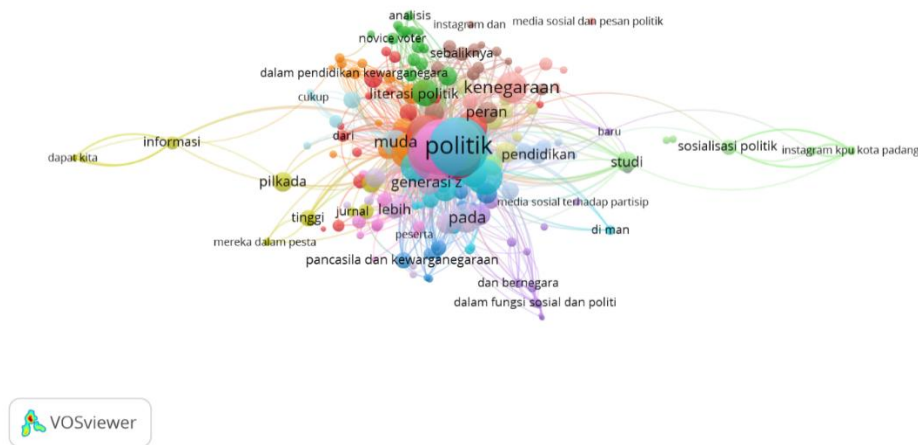 analisis
instagram dan
media sosial dan pesan politik
novice voter
sebaliknya
dalam pendidikan kewarganegara
kenegaraan
literasi politik
cukup
peran
dari
baru
informasi
muda
politik
sosialisasi politik
instagram kpu kota padang
dapat kita
pendidikan
studi
pilkada
generasi z
media sosial terhadap partisip
jurnal
lebih
tinggi
pada
di man
mereka dalam pesta
peserta
pancasila dan kewarganegaraan
dan bernegara
dalam fungsi sosial dan politi
VOSviewer